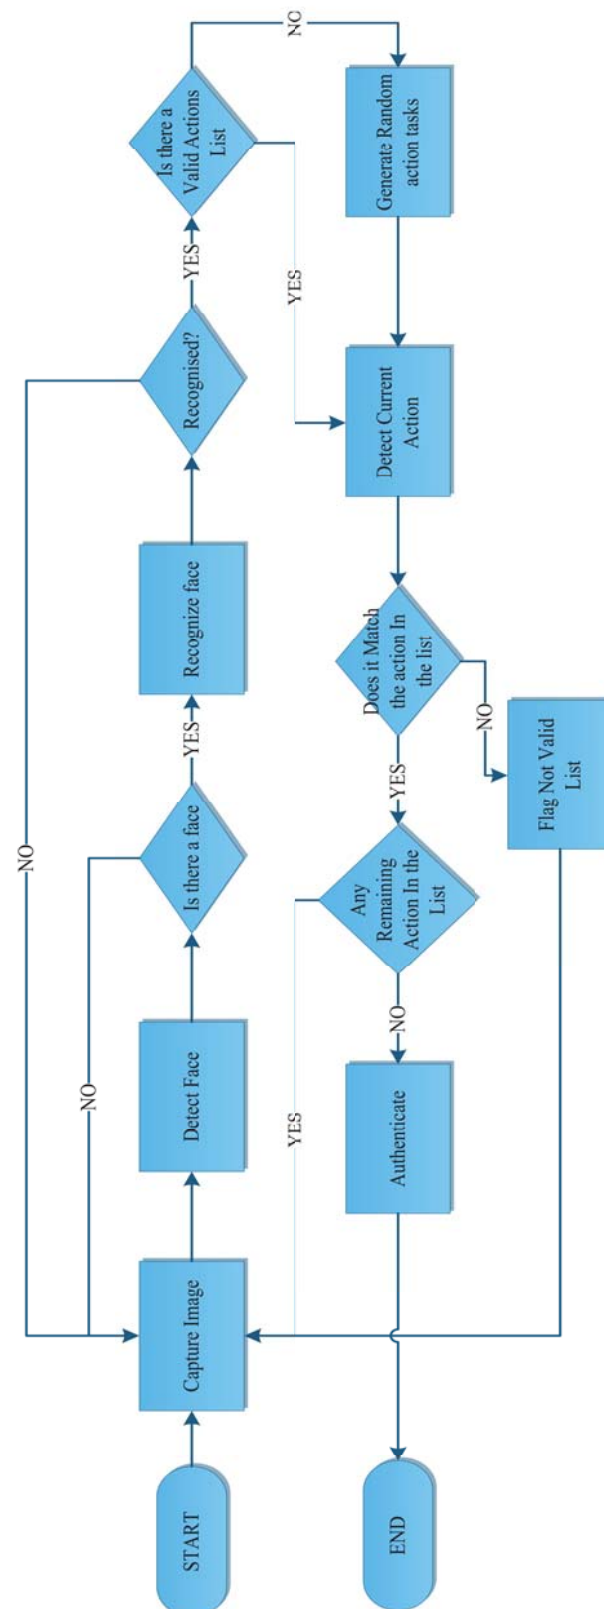 START
Capture Image
Detect Face
Is there a face
NO
YES
Recognize face
Recognised?
NO
YES
Is there a
Valid Actions
List
NO
YES
Generate Random
action tasks
Detect Current
Action
Does it Match
the action In
the list
NO
Flag Not Valid
List
YES
Any
Remaining
Action In the
List
YES
NO
Authenticate
END